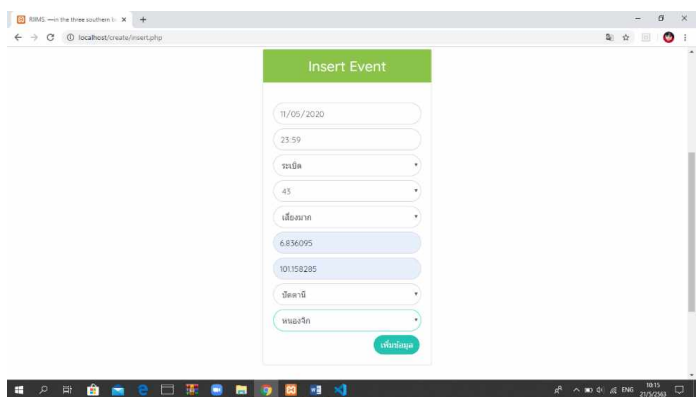 RIIMS. —in the three southern b
localhost/create/insert.php
Insert Event
11/05/2020
23:59
ระเบิด
43
เสี่ยงมาก
6.836095
101.158285
ปัตตานี
หนองจิก
เพิ่มข้อมูล
ENG
10:15
21/5/2563